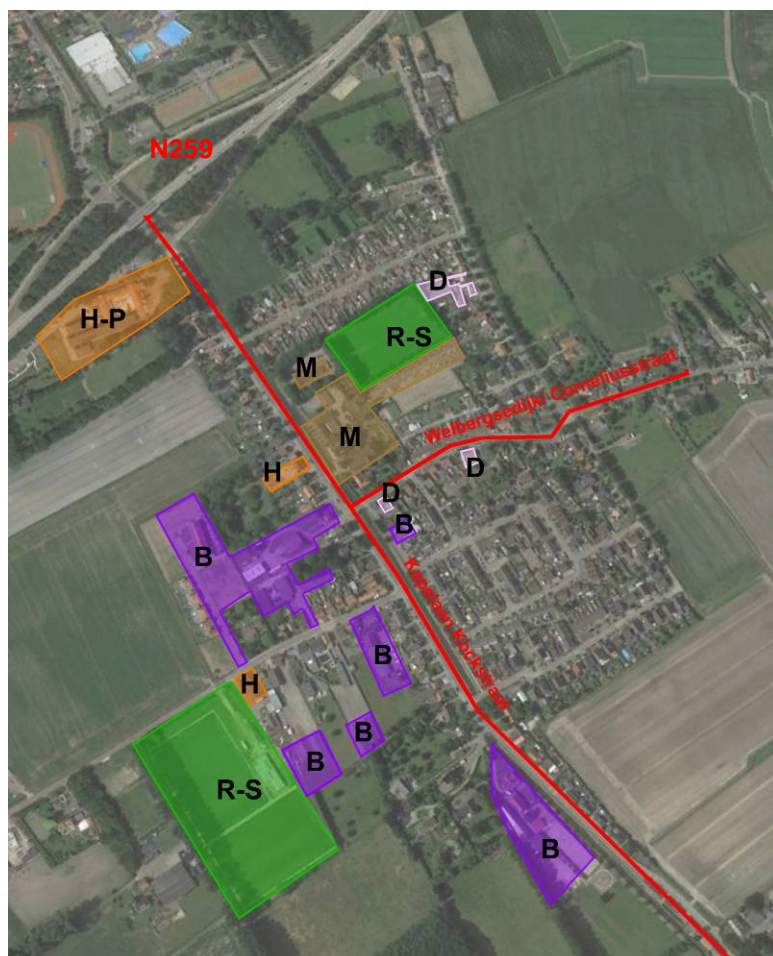 N259
D
H-P
R-S
M
Welbergsedijk/ Corneliusstraat
M
D
H
D
B
B
Kapelaan Kockstraat
B
H
B
B
R-S
B